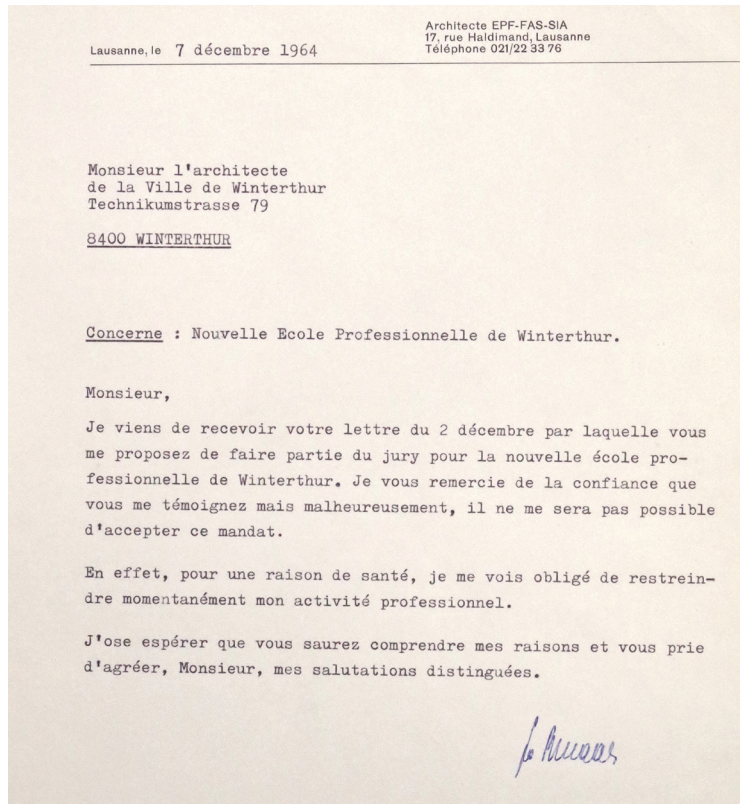 Architecte EPF-FAS-SIA
17, rue Haldimand, Lausanne
Téléphone 021/22 33 76
Lausanne, le 7 décembre 1964
Monsieur l'architecte
de la Ville de Winterthur
Technikumstrasse 79
8400 WINTERTHUR
Concerne : Nouvelle Ecole Professionnelle de Winterthur.
Monsieur,
Je viens de recevoir votre lettre du 2 décembre par laquelle vous
me proposez de faire partie du jury pour la nouvelle école pro-
fessionnelle de Winterthur. Je vous remercie de la confiance que
vous me témoignez mais malheureusement, il ne me sera pas possible
d'accepter ce mandat.
En effet, pour une raison de santé, je me vois obligé de restrein-
dre momentanément mon activité professionnel.
J'ose espérer que vous saurez comprendre mes raisons et vous prie
d'agréer, Monsieur, mes salutations distinguées.